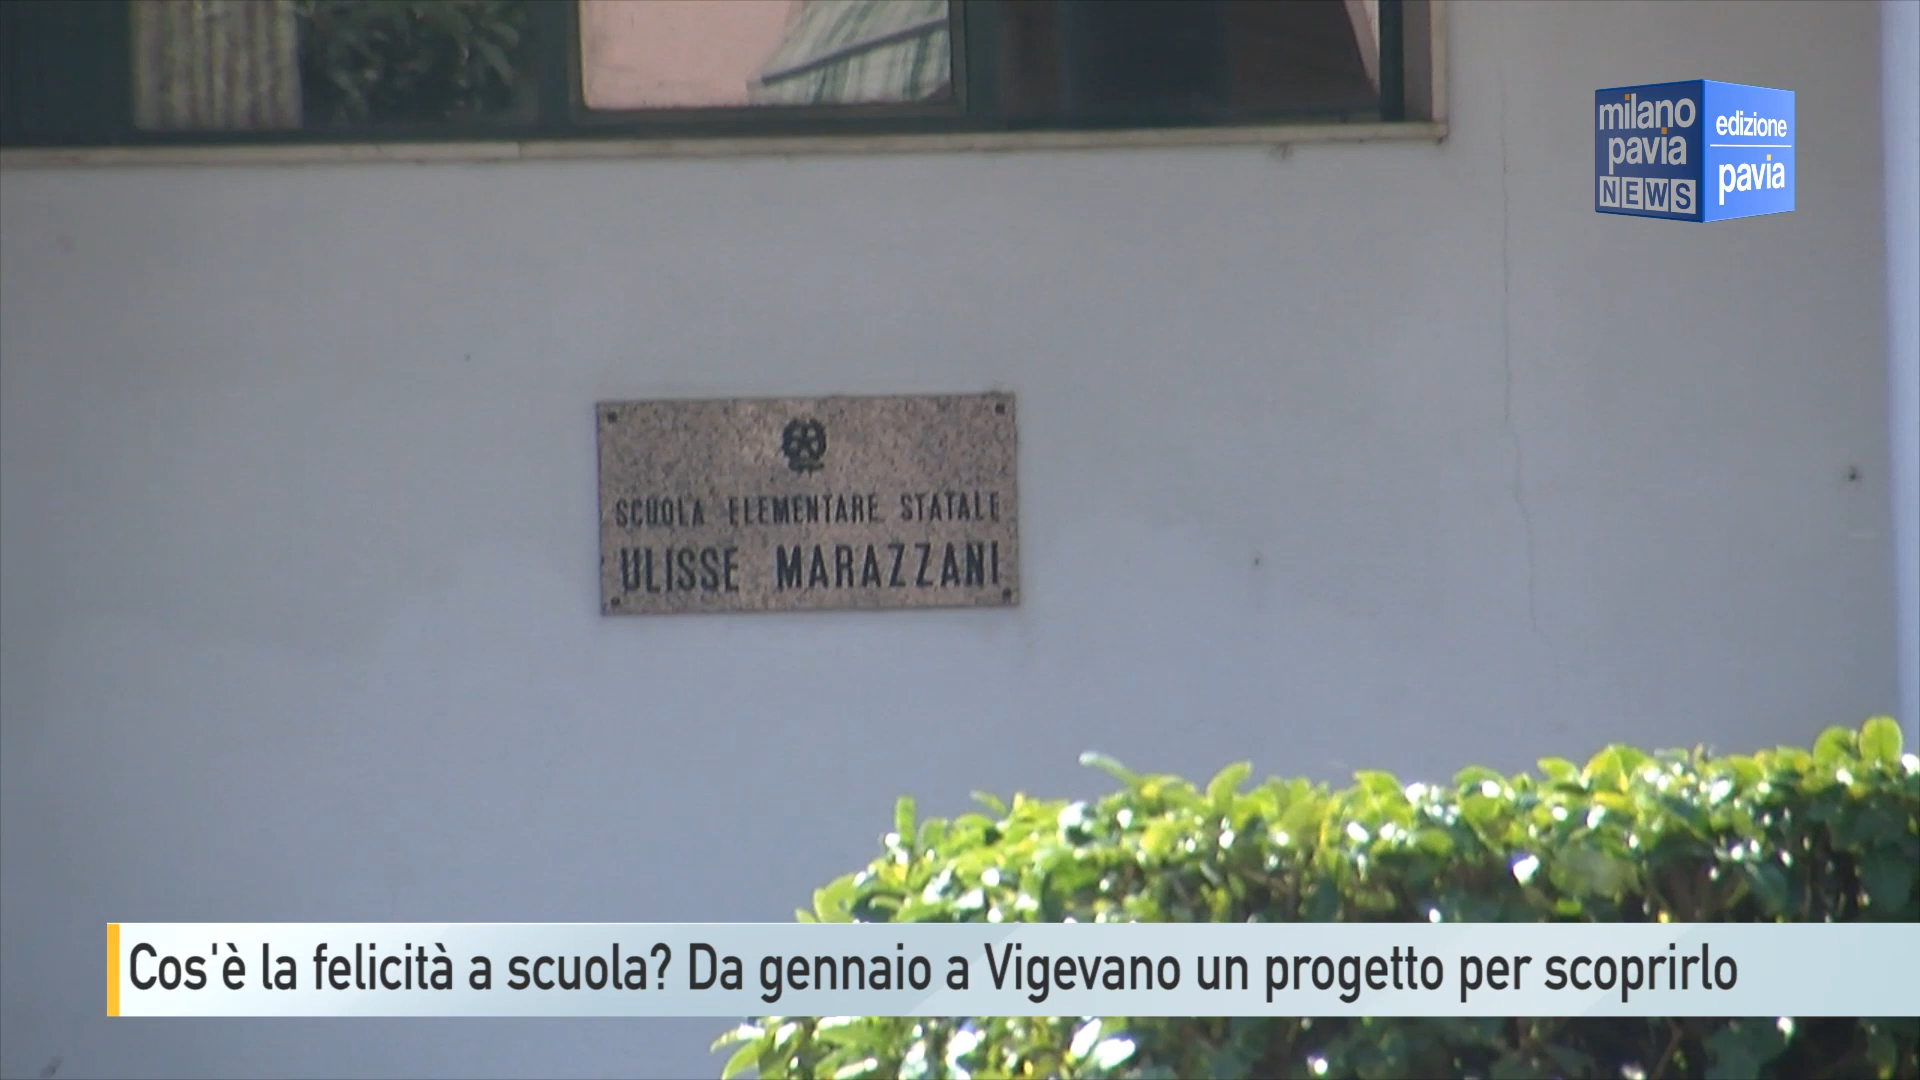 milano
pavia
NEWS
edizione
pavia
SCUOLA ELEMENTARE STATALE
ULISSE MARAZZANI
Cos'è la felicità a scuola? Da gennaio a Vigevano un progetto per scoprirlo